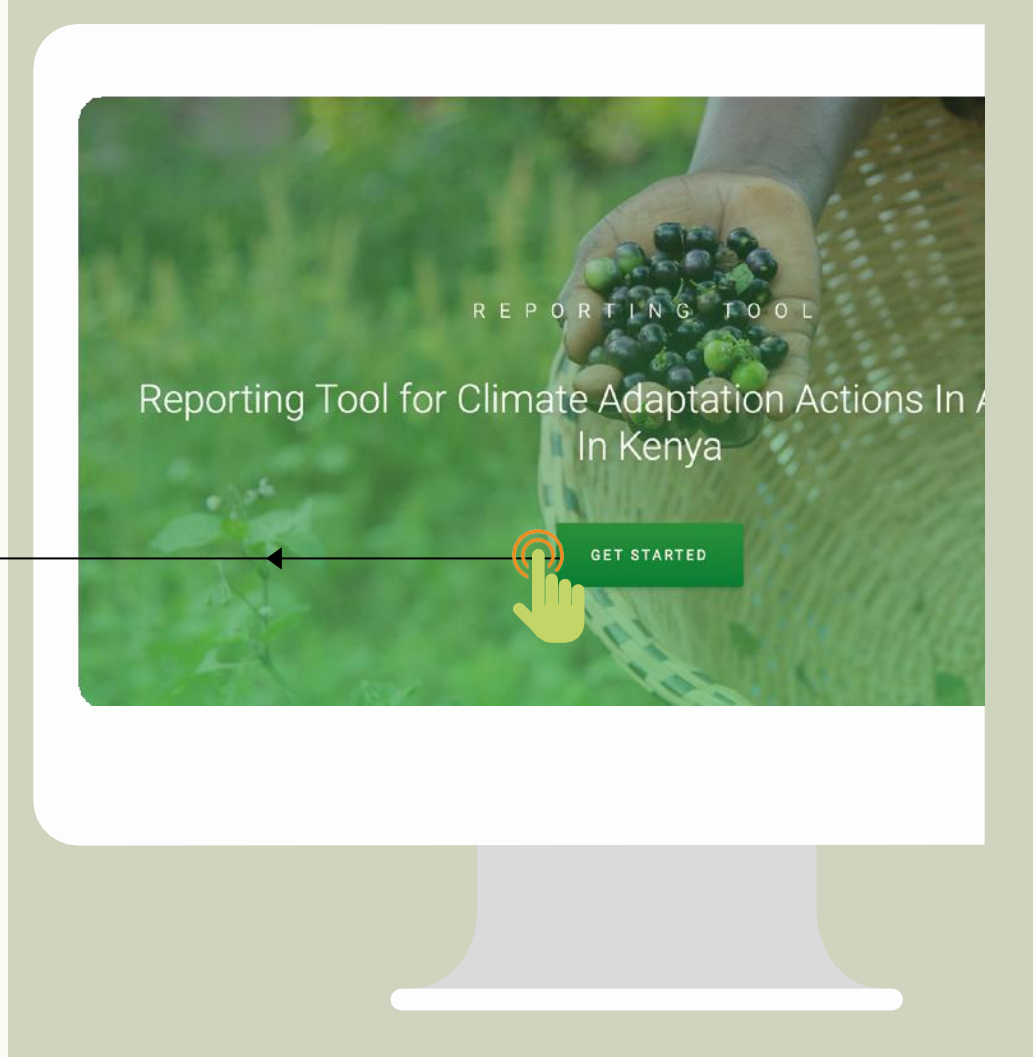 REPORTING TOOL
Reporting Tool for Climate Adaptation Actions In
In Kenya
GET STARTED